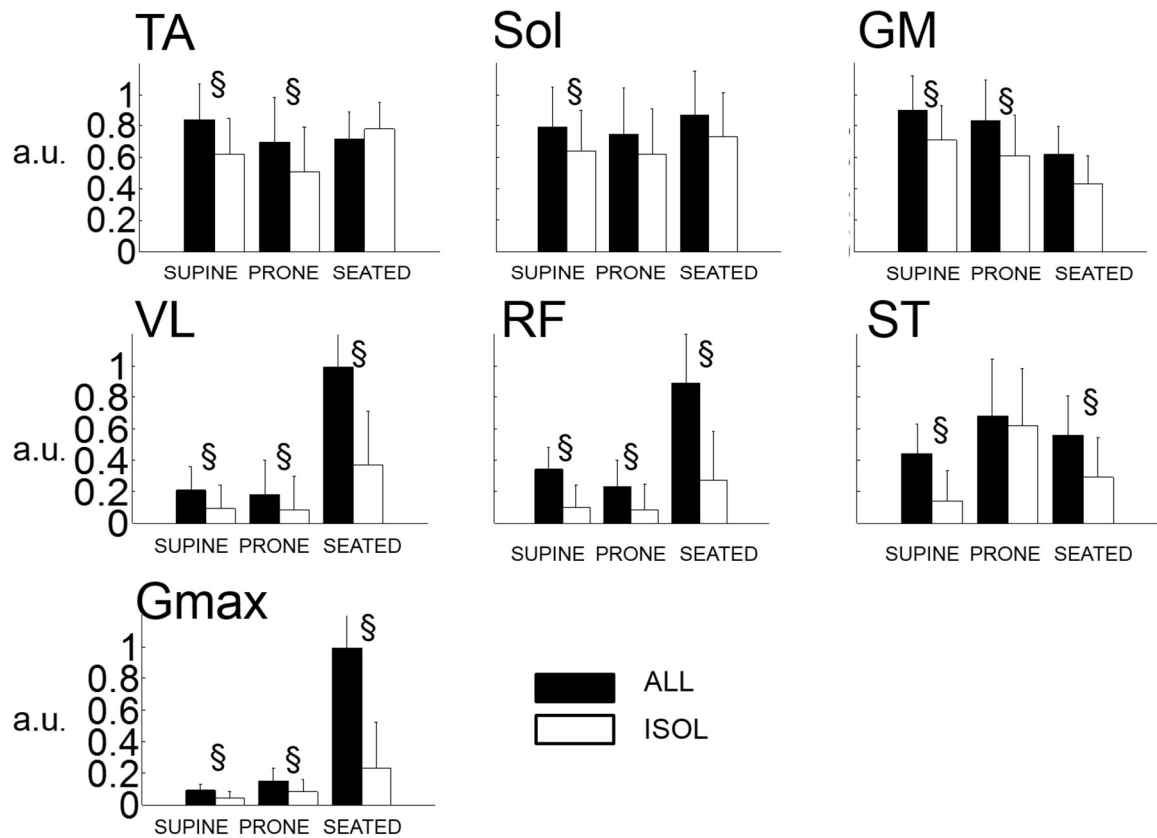 TA
Sol
GM
§ § § § §
1
0.8
0.6
0.4
0.2
0
a.u.
SUPINE PRONE SEATED
SUPINE PRONE SEATED
SUPINE PRONE SEATED
VL
RF
ST
§ § § § § § § §
1
0.8
0.6
0.4
0.2
0
a.u.
SUPINE PRONE SEATED
SUPINE PRONE SEATED
SUPINE PRONE SEATED
Gmax
§ § §
1
0.8
0.6
0.4
0.2
0
a.u.
SUPINE PRONE SEATED
ALL
ISOL